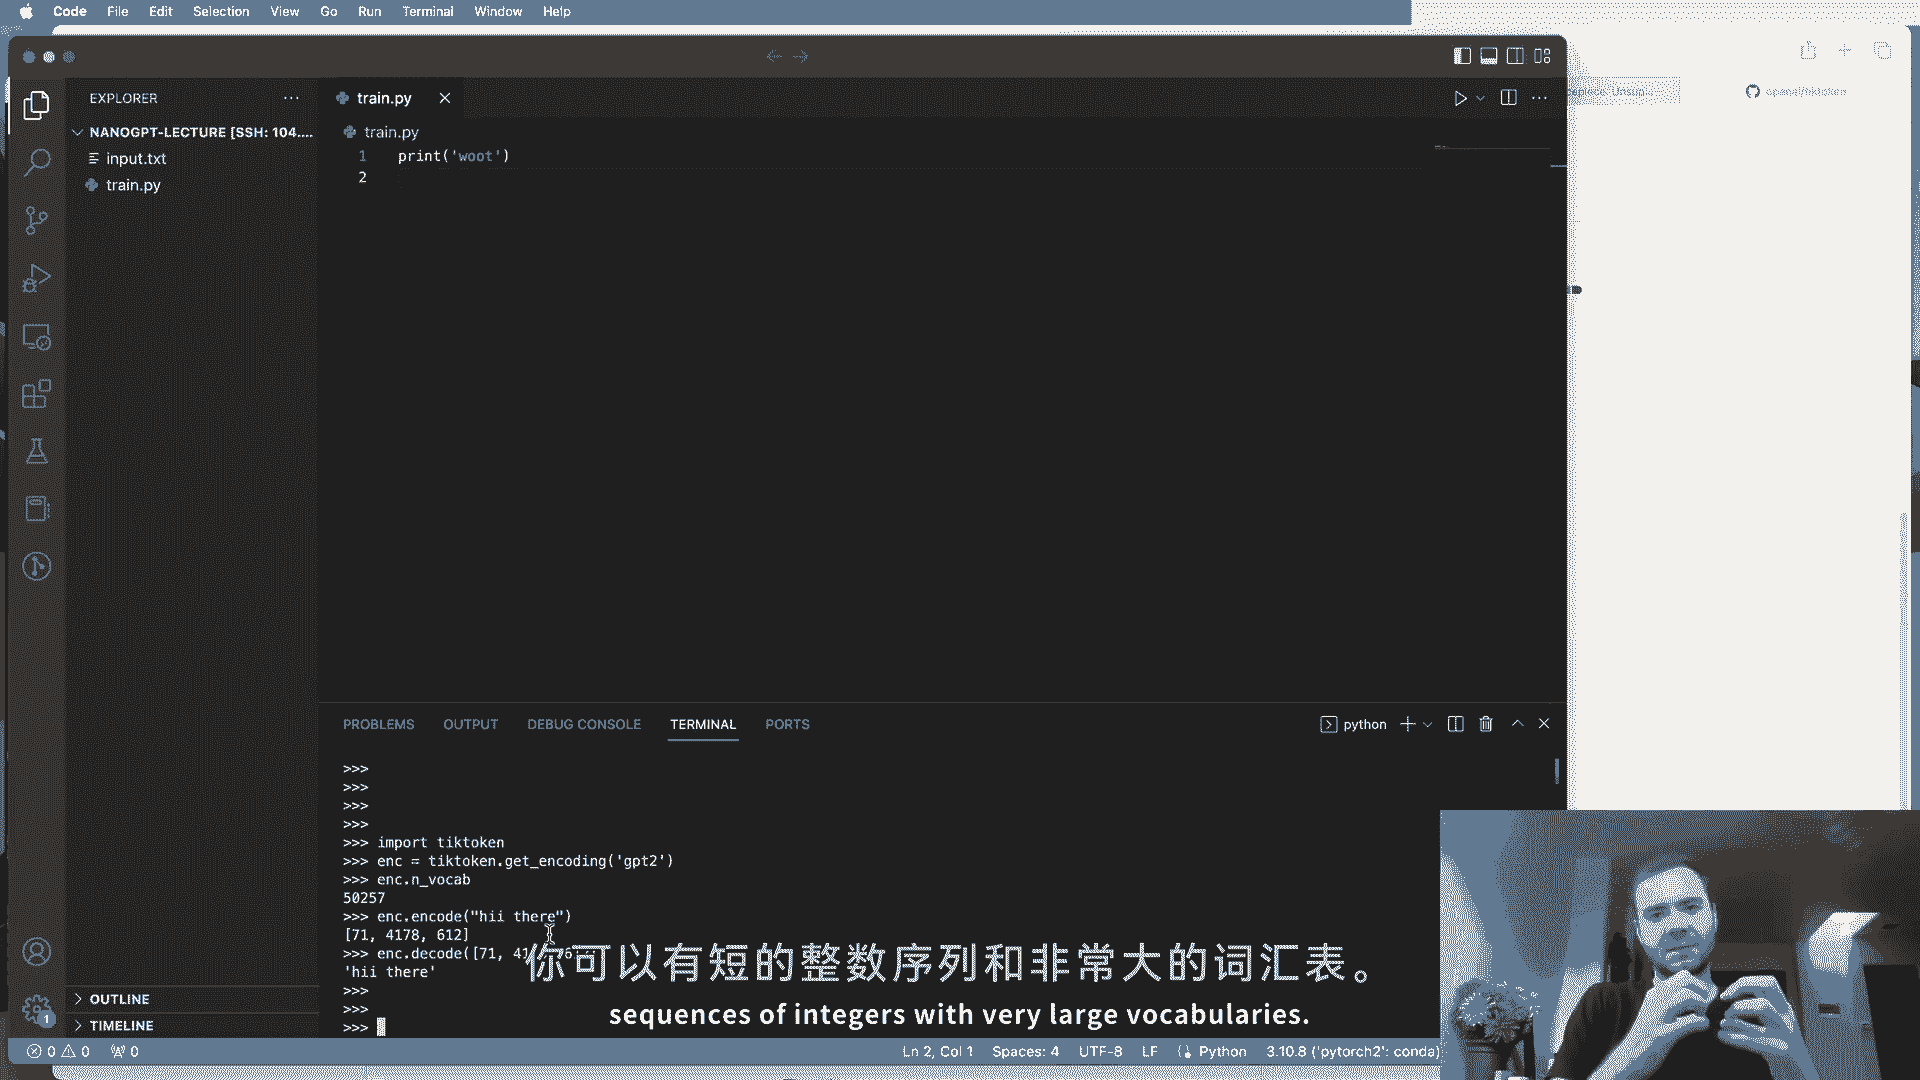 Code File Edit Selection View Go Run Terminal Window Help
EXPLORER
train.py
openai/tiktoken
NANOGPT-LECTURE [SSH: 104....
train.py
input.txt
train.py
1 print('woot')
2
PROBLEMS OUTPUT DEBUG CONSOLE TERMINAL PORTS
python
>>>
>>>
>>>
>>>
>>> import tiktoken
>>> enc = tiktoken.get_encoding('gpt2')
>>> enc.n_vocab
50257
>>> enc.encode("hii there")
[71, 4178, 612]
>>> enc.decode([71, 41
'hii there'
>>>
>>>
>>>
你可以有短的整数序列和非常大的词汇表。
sequences of integers with very large vocabularies.
OUTLINE
TIMELINE
1
0 0 0
Ln 2, Col 1 Spaces: 4 UTF-8 LF Python 3.10.8 ('pytorch2': conda)